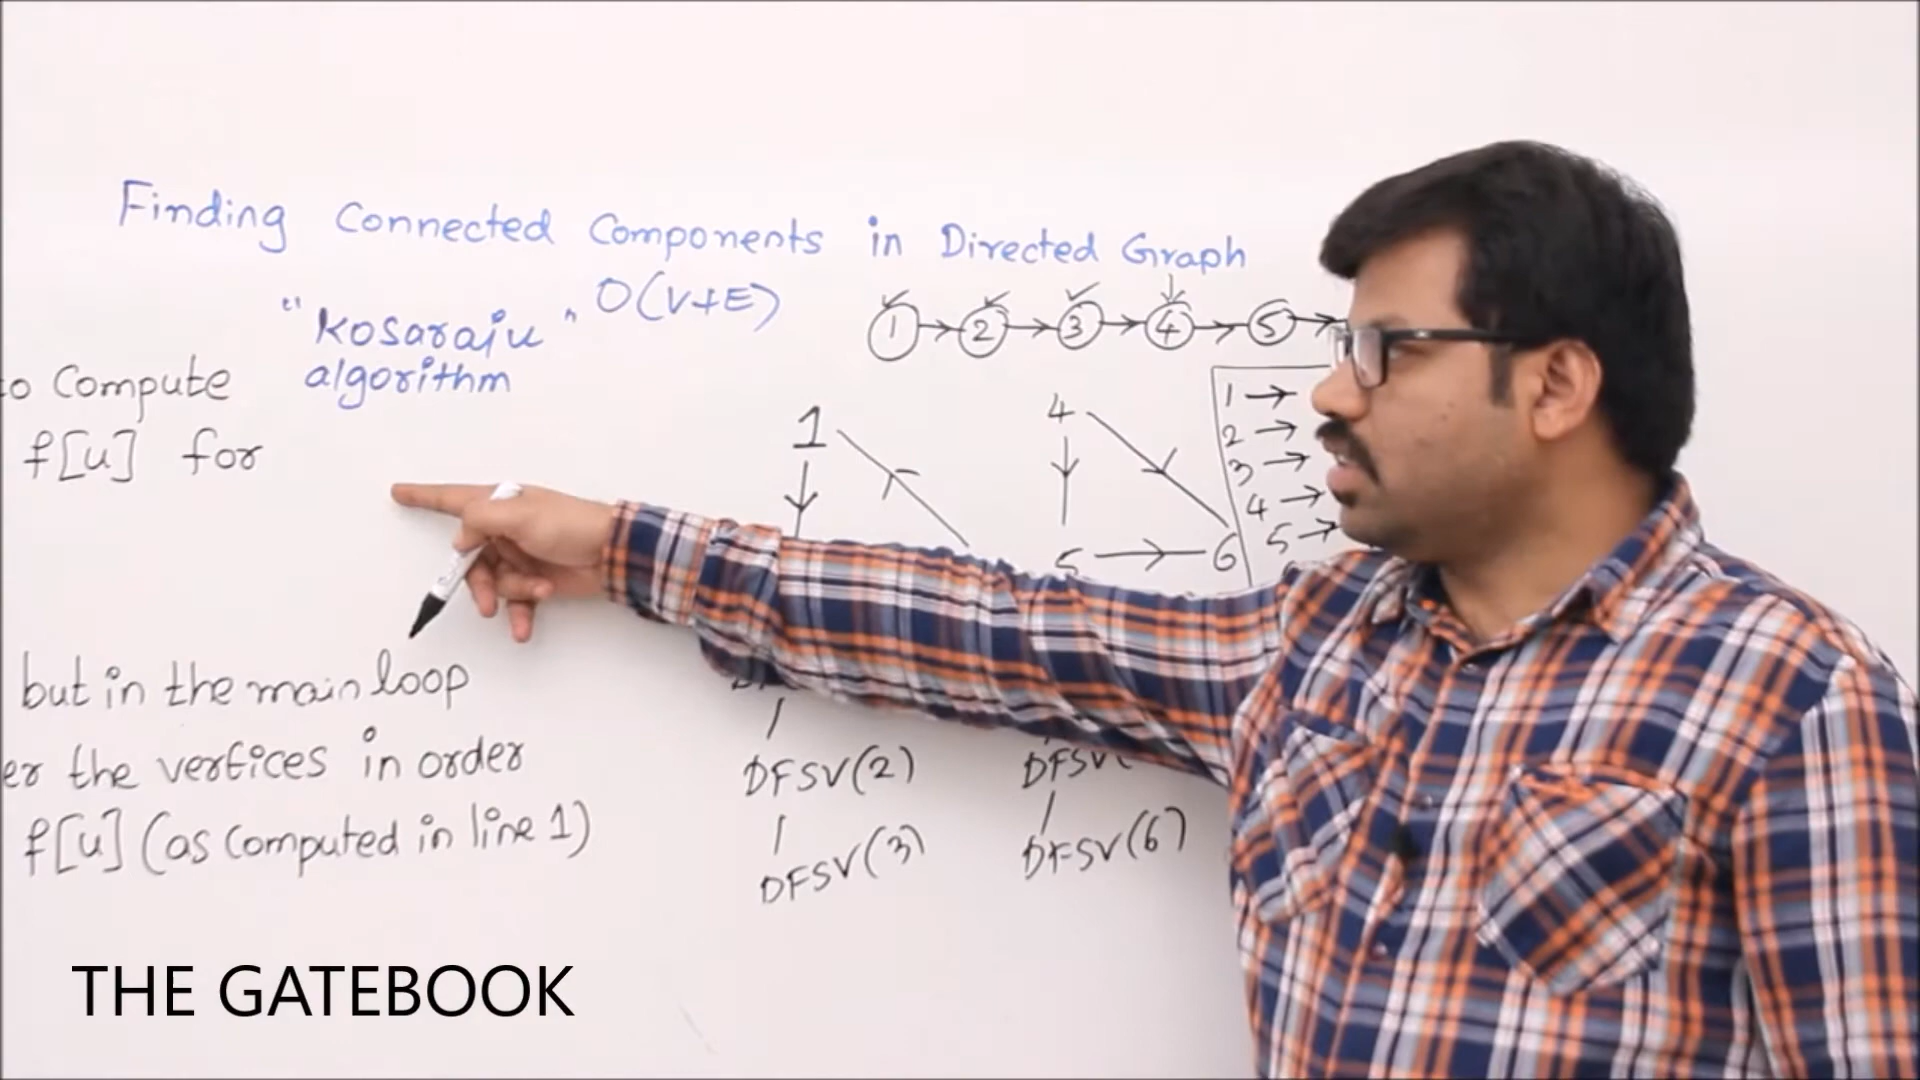 Finding Connected Components in Directed Graph
"Kosaraju" O(V+E)
algorithm
to Compute
f[u] for
but in the main loop
er the vertices in order
f[u] (as computed in line 1)
1 → 2 → 3 → 4 → 5 →
1
4
5 → 6
1 →
2 →
3 →
4 →
5 →
DFSV(2)
DFSV(3)
DFSV(
DFSV(6)
THE GATEBOOK